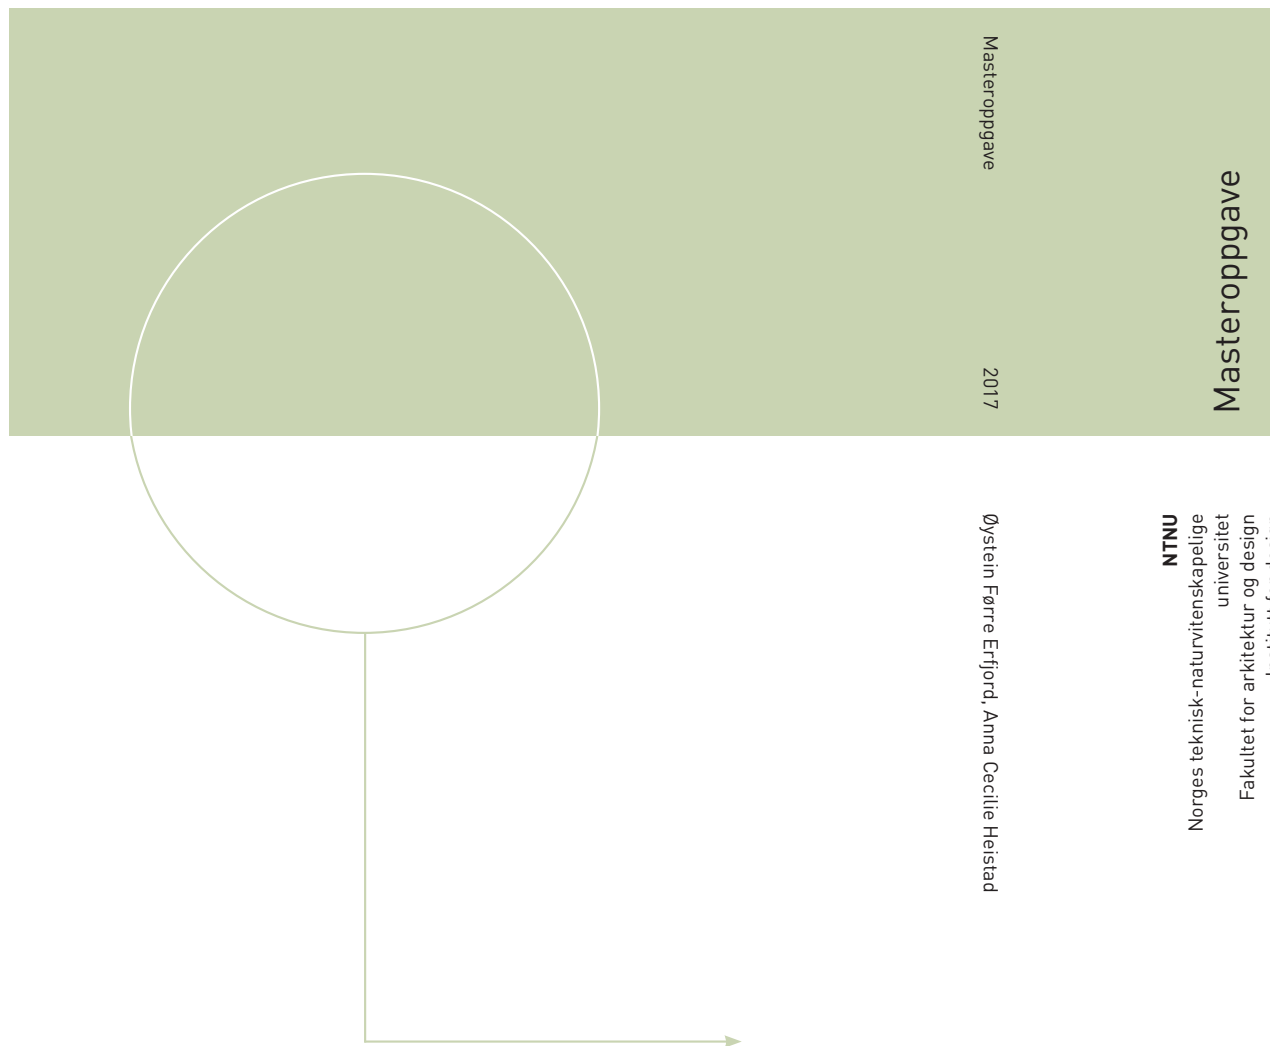 Masteroppgave
2017
Øystein Førre Erfjord, Anna Cecilie Heistad
Masteroppgave
NTNU
Norges teknisk-naturvitenskapelige
universitet
Fakultet for arkitektur og design